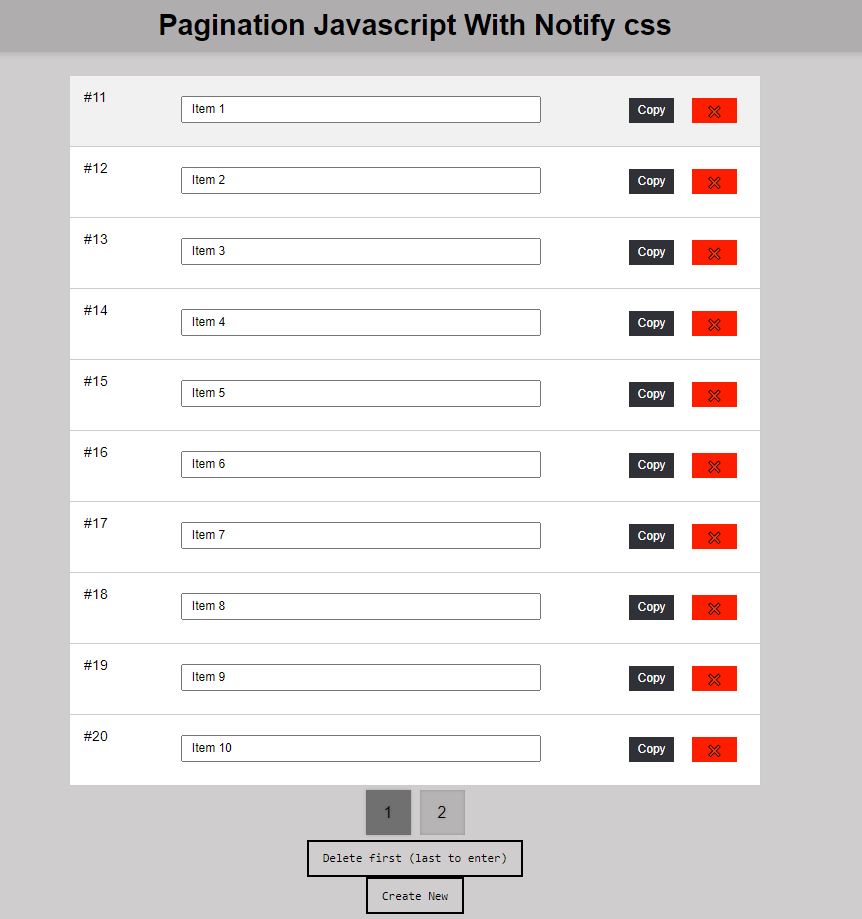 Pagination Javascript With Notify css
#11 Item 1 Copy
#12 Item 2 Copy
#13 Item 3 Copy
#14 Item 4 Copy
#15 Item 5 Copy
#16 Item 6 Copy
#17 Item 7 Copy
#18 Item 8 Copy
#19 Item 9 Copy
#20 Item 10 Copy
1 2
Delete first (last to enter)
Create New